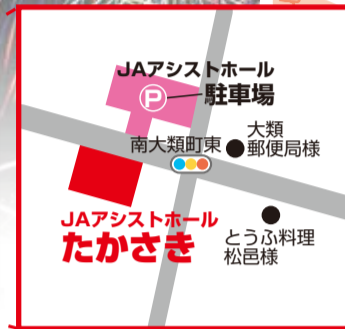 JAアシストホール
P 駐車場
南大類町東
大類
郵便局様
JAアシストホール
たかさき
とうふ料理
松邑様